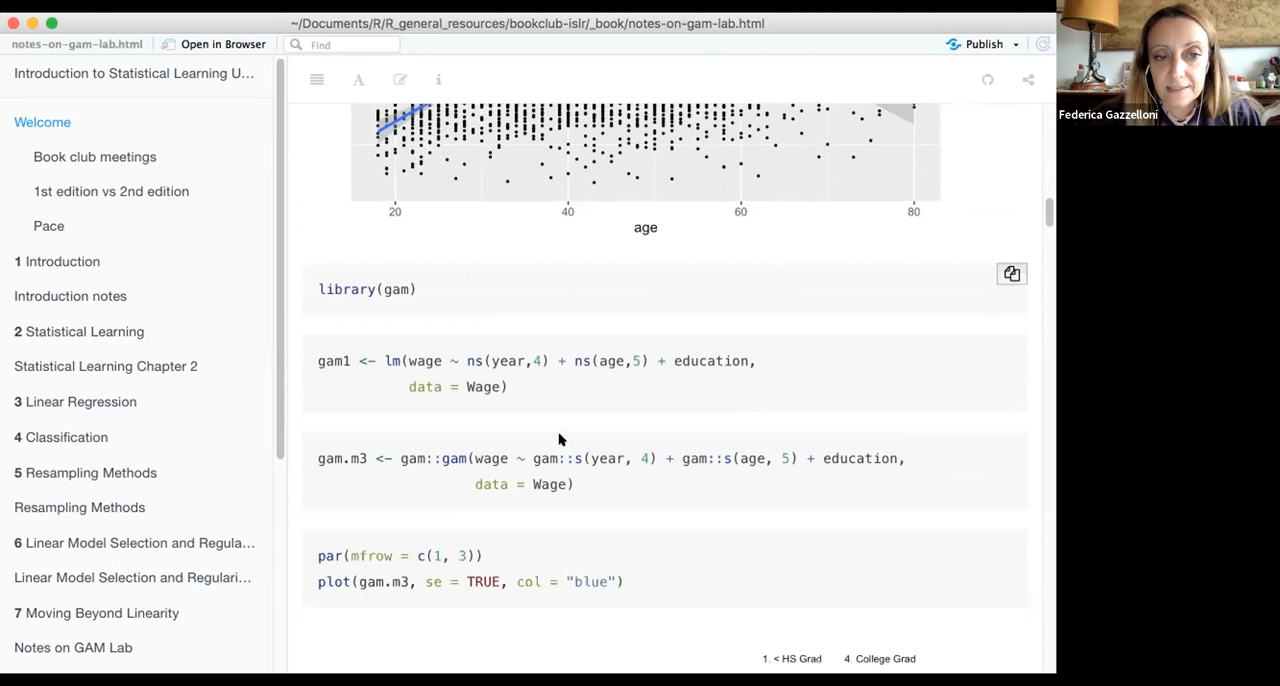 ~/Documents/R/R_general_resources/bookclub-islr/_book/notes-on-gam-lab.html
notes-on-gam-lab.html Open in Browser Find Publish
Introduction to Statistical Learning U...
Welcome
Book club meetings
1st edition vs 2nd edition
Pace
1 Introduction
Introduction notes
2 Statistical Learning
Statistical Learning Chapter 2
3 Linear Regression
4 Classification
5 Resampling Methods
Resampling Methods
6 Linear Model Selection and Regula...
Linear Model Selection and Regulari...
7 Moving Beyond Linearity
Notes on GAM Lab
20 40 60 80
age
library(gam)
gam1 <- lm(wage ~ ns(year,4) + ns(age,5) + education,
data = Wage)
gam.m3 <- gam::gam(wage ~ gam::s(year, 4) + gam::s(age, 5) + education,
data = Wage)
par(mfrow = c(1, 3))
plot(gam.m3, se = TRUE, col = "blue")
1. < HS Grad 4. College Grad
Federica Gazzelloni